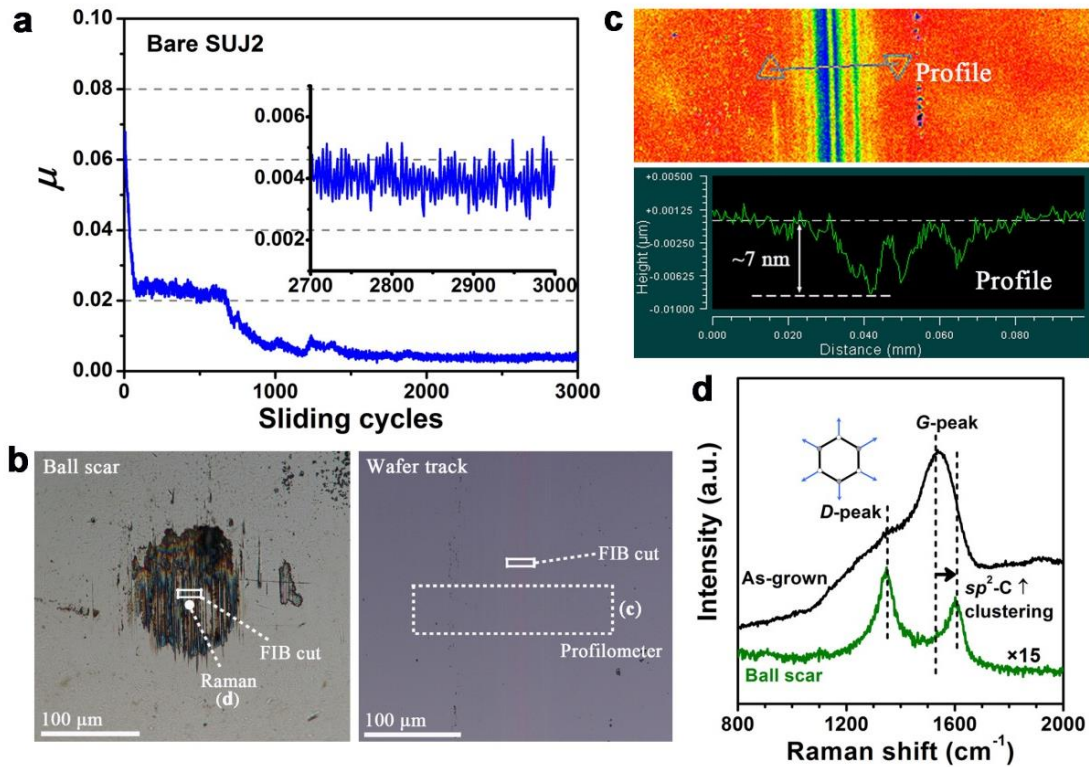 a
Bare SUJ2
0.10
0.08
0.06
0.04
0.02
0.00
μ
0
1000
2000
3000
Sliding cycles
0.006
0.004
0.002
2700
2800
2900
3000
b
Ball scar
FIB cut
Raman
(d)
100 μm
Wafer track
FIB cut
(c)
Profilometer
100 μm
c
Profile
+0.00500
+0.00125
-0.00250
-0.00625
-0.01000
Height (μm)
~7 nm
Profile
0.000
0.020
0.040
0.060
0.080
Distance (mm)
d
G-peak
D-peak
As-grown
sp²-C ↑
clustering
×15
Ball scar
Intensity (a.u.)
800
1200
1600
2000
Raman shift (cm⁻¹)